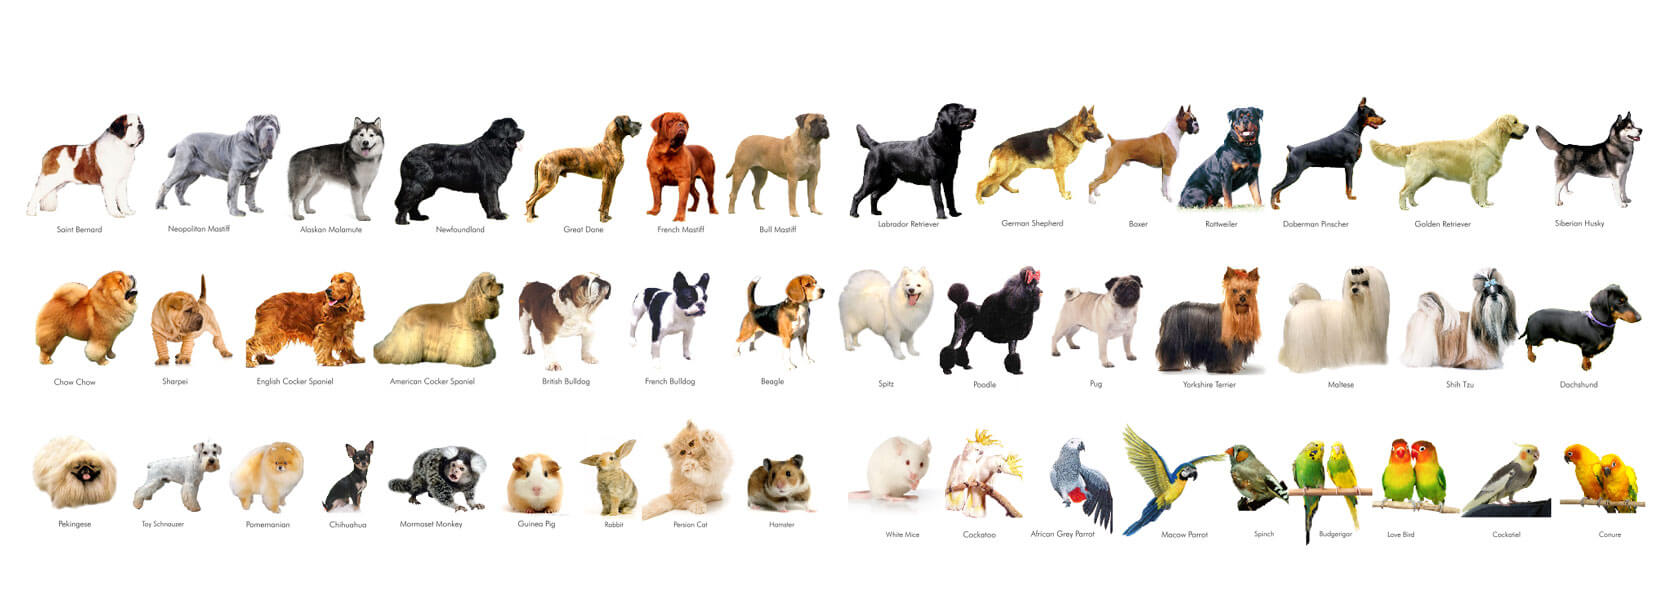 Saint Bernard
Neopolitan Mastiff
Alaskan Malamute
Newfoundland
Great Dane
French Mastiff
Bull Mastiff
Labrador Retriever
German Shepherd
Boxer
Rottweiler
Doberman Pinscher
Golden Retriever
Siberian Husky
Chow Chow
Sharpei
English Cocker Spaniel
American Cocker Spaniel
British Bulldog
French Bulldog
Beagle
Spitz
Poodle
Pug
Yorkshire Terrier
Maltese
Shih Tzu
Dachshund
Pekingese
Toy Schnauzer
Pomemanian
Chihuahua
Mormoset Monkey
Guinea Pig
Rabbit
Persian Cat
Hamster
White Mice
Cockatoo
African Grey Parrot
Macaw Parrot
Spinch
Budgerigar
Love Bird
Cockatiel
Conure